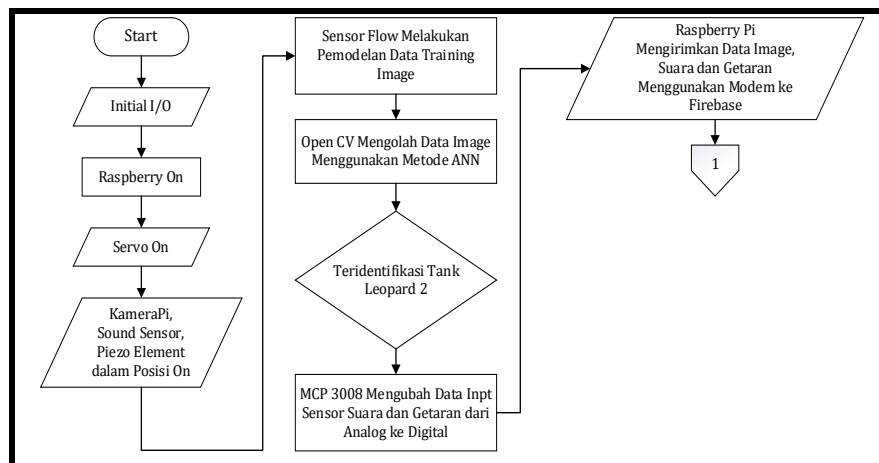 Start
Initial I/O
Raspberry On
Servo On
KameraPi,
Sound Sensor,
Piezo Element
dalam Posisi On
Sensor Flow Melakukan
Pemodelan Data Training
Image
Open CV Mengolah Data Image
Menggunakan Metode ANN
Teridentifikasi Tank
Leopard 2
MCP 3008 Mengubah Data Inpt
Sensor Suara dan Getaran dari
Analog ke Digital
Raspberry Pi
Mengirimkan Data Image,
Suara dan Getaran
Menggunakan Modem ke
Firebase
1